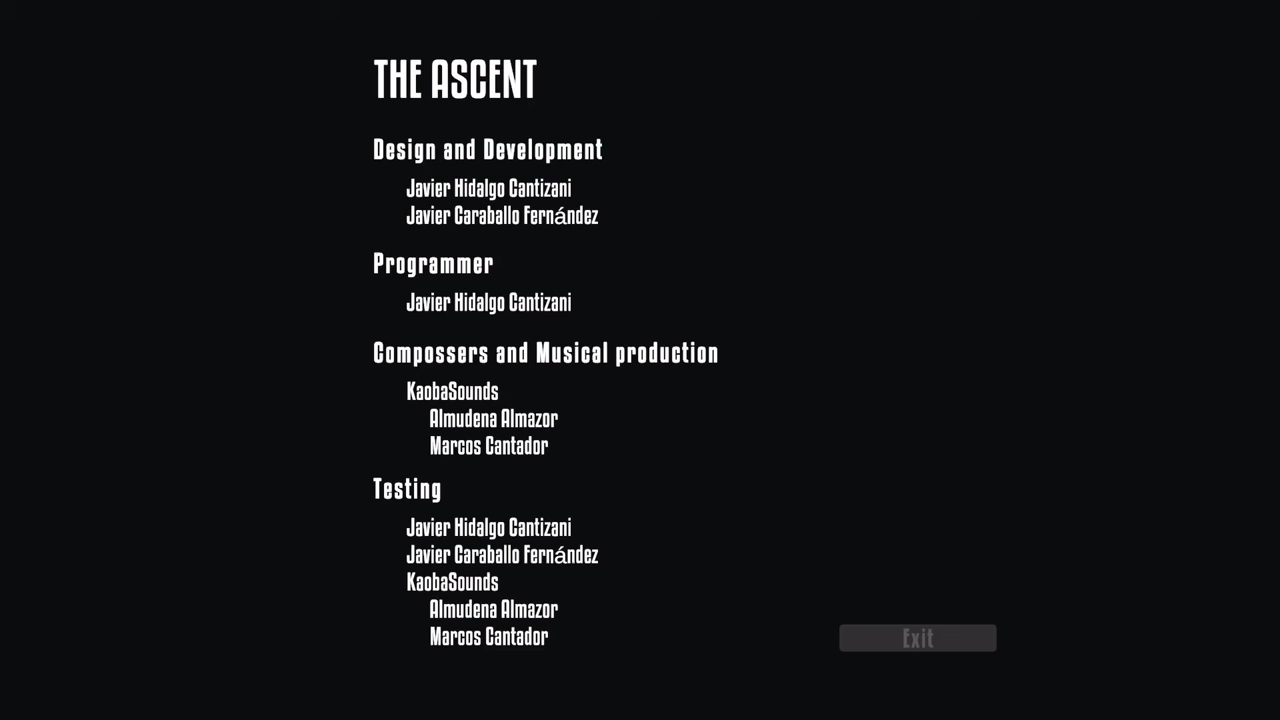 THE ASCENT
Design and Development
Javier Hidalgo Cantizani
Javier Caraballo Fernández
Programmer
Javier Hidalgo Cantizani
Compossers and Musical production
KaobaSounds
Almudena Almazor
Marcos Cantador
Testing
Javier Hidalgo Cantizani
Javier Caraballo Fernández
KaobaSounds
Almudena Almazor
Marcos Cantador
Exit